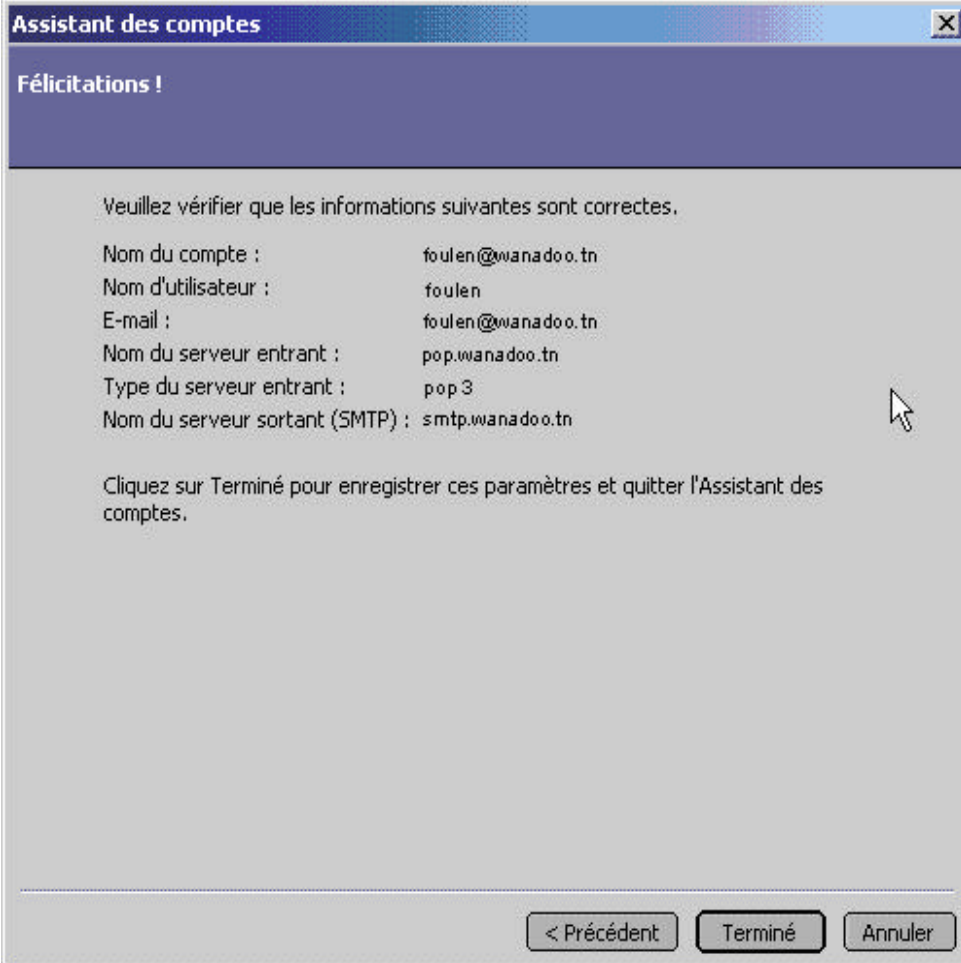 Assistant des comptes
Félicitations !
Veuillez vérifier que les informations suivantes sont correctes.
Nom du compte : foulen@wanadoo.tn
Nom d'utilisateur : foulen
E-mail : foulen@wanadoo.tn
Nom du serveur entrant : pop.wanadoo.tn
Type du serveur entrant : pop 3
Nom du serveur sortant (SMTP) : smtp.wanadoo.tn
Cliquez sur Terminé pour enregistrer ces paramètres et quitter l'Assistant des
comptes.
< Précédent Terminé Annuler